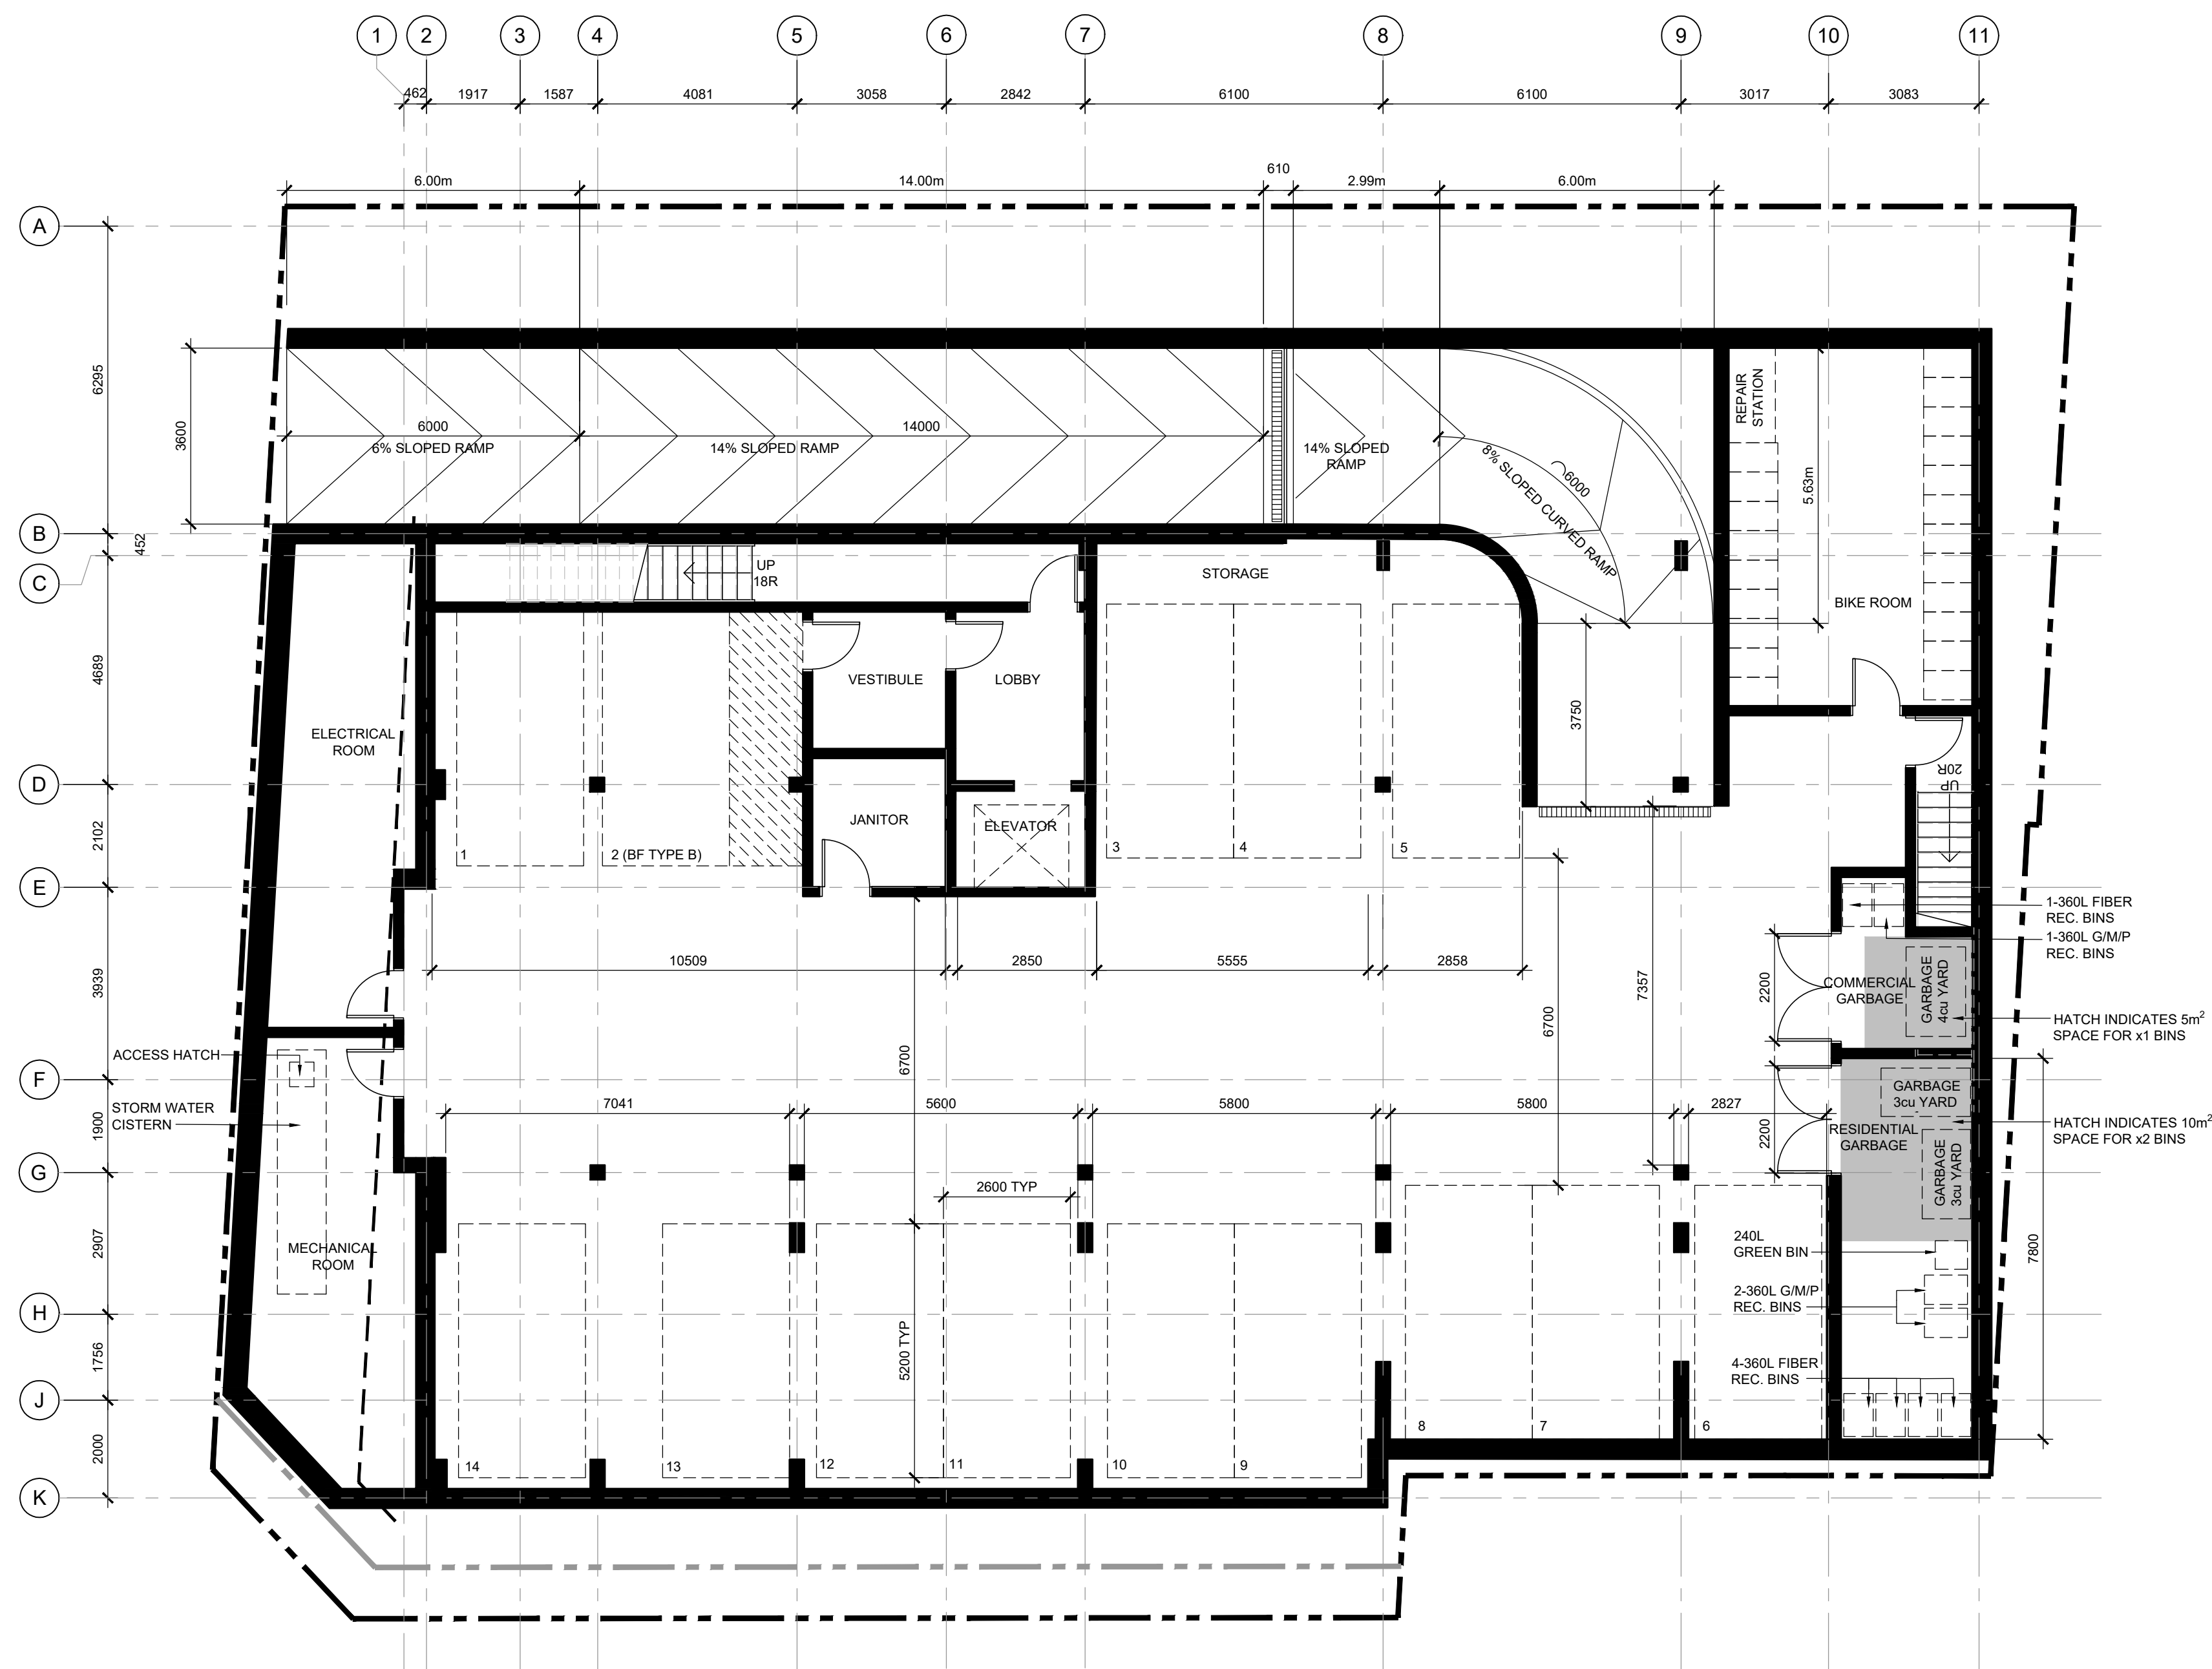 1 2 3 4 5 6 7 8 9 10 11
462 1917 1587 4081 3058 2842 6100 6100 3017 3083
6.00m 14.00m 610 2.99m 6.00m
A
B
C
D
E
F
G
H
J
K
6295
452
4689
2102
3939
1900
2907
1756
2000
3600
6000
6% SLOPED RAMP
14000
14% SLOPED RAMP
14% SLOPED
RAMP
8% SLOPED CURVED RAMP
6000
REPAIR
STATION
5.63m
BIKE ROOM
UP
18R
STORAGE
VESTIBULE
LOBBY
ELECTRICAL
ROOM
JANITOR
ELEVATOR
1
2 (BF TYPE B)
3
4
5
3750
UP
20R
10509 2850 5555 2858
6700
6700
7357
2200
COMMERCIAL
GARBAGE
GARBAGE
4cu YARD
1-360L FIBER
REC. BINS
1-360L G/M/P
REC. BINS
HATCH INDICATES 5m²
SPACE FOR x1 BINS
ACCESS HATCH
STORM WATER
CISTERN
MECHANICAL
ROOM
7041 5600 5800 5800 2827
2200
RESIDENTIAL
GARBAGE
GARBAGE
3cu YARD
GARBAGE
3cu YARD
HATCH INDICATES 10m²
SPACE FOR x2 BINS
2600 TYP
5200 TYP
7800
240L
GREEN BIN
2-360L G/M/P
REC. BINS
4-360L FIBER
REC. BINS
14
13
12
11
10
9
8
7
6